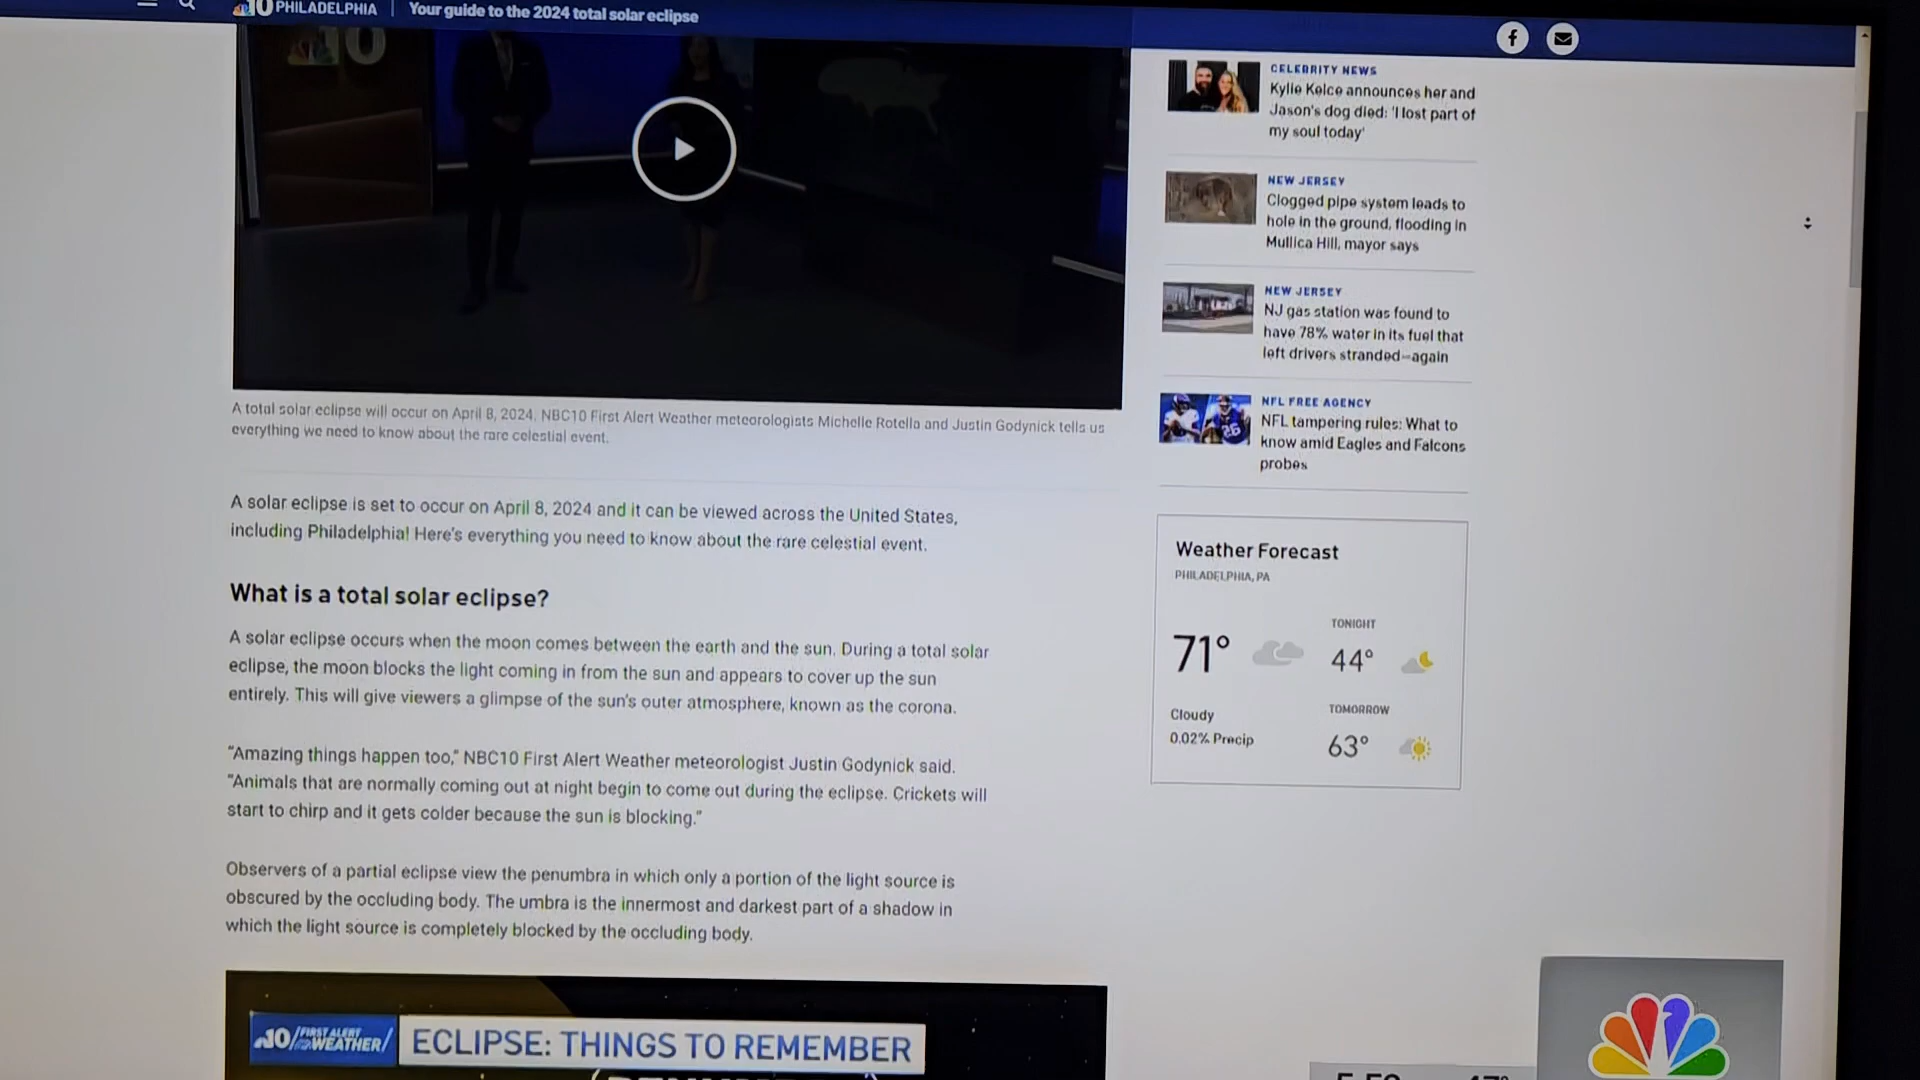 10 PHILADELPHIA | Your guide to the 2024 total solar eclipse
10
A total solar eclipse will occur on April 8, 2024. NBC10 First Alert Weather meteorologists Michelle Rotella and Justin Godynick tells us
everything we need to know about the rare celestial event.
A solar eclipse is set to occur on April 8, 2024 and it can be viewed across the United States,
including Philadelphia! Here's everything you need to know about the rare celestial event.
What is a total solar eclipse?
A solar eclipse occurs when the moon comes between the earth and the sun. During a total solar
eclipse, the moon blocks the light coming in from the sun and appears to cover up the sun
entirely. This will give viewers a glimpse of the sun's outer atmosphere, known as the corona.
“Amazing things happen too,” NBC10 First Alert Weather meteorologist Justin Godynick said.
“Animals that are normally coming out at night begin to come out during the eclipse. Crickets will
start to chirp and it gets colder because the sun is blocking.”
Observers of a partial eclipse view the penumbra in which only a portion of the light source is
obscured by the occluding body. The umbra is the innermost and darkest part of a shadow in
which the light source is completely blocked by the occluding body.
10 FIRST ALERT WEATHER
ECLIPSE: THINGS TO REMEMBER
CELEBRITY NEWS
Kylie Kelce announces her and
Jason's dog died: 'I lost part of
my soul today'
NEW JERSEY
Clogged pipe system leads to
hole in the ground, flooding in
Mullica Hill, mayor says
NEW JERSEY
NJ gas station was found to
have 78% water in its fuel that
left drivers stranded—again
NFL FREE AGENCY
NFL tampering rules: What to
know amid Eagles and Falcons
probes
26
Weather Forecast
PHILADELPHIA, PA
71°
TONIGHT
44°
Cloudy
0.02% Precip
TOMORROW
63°